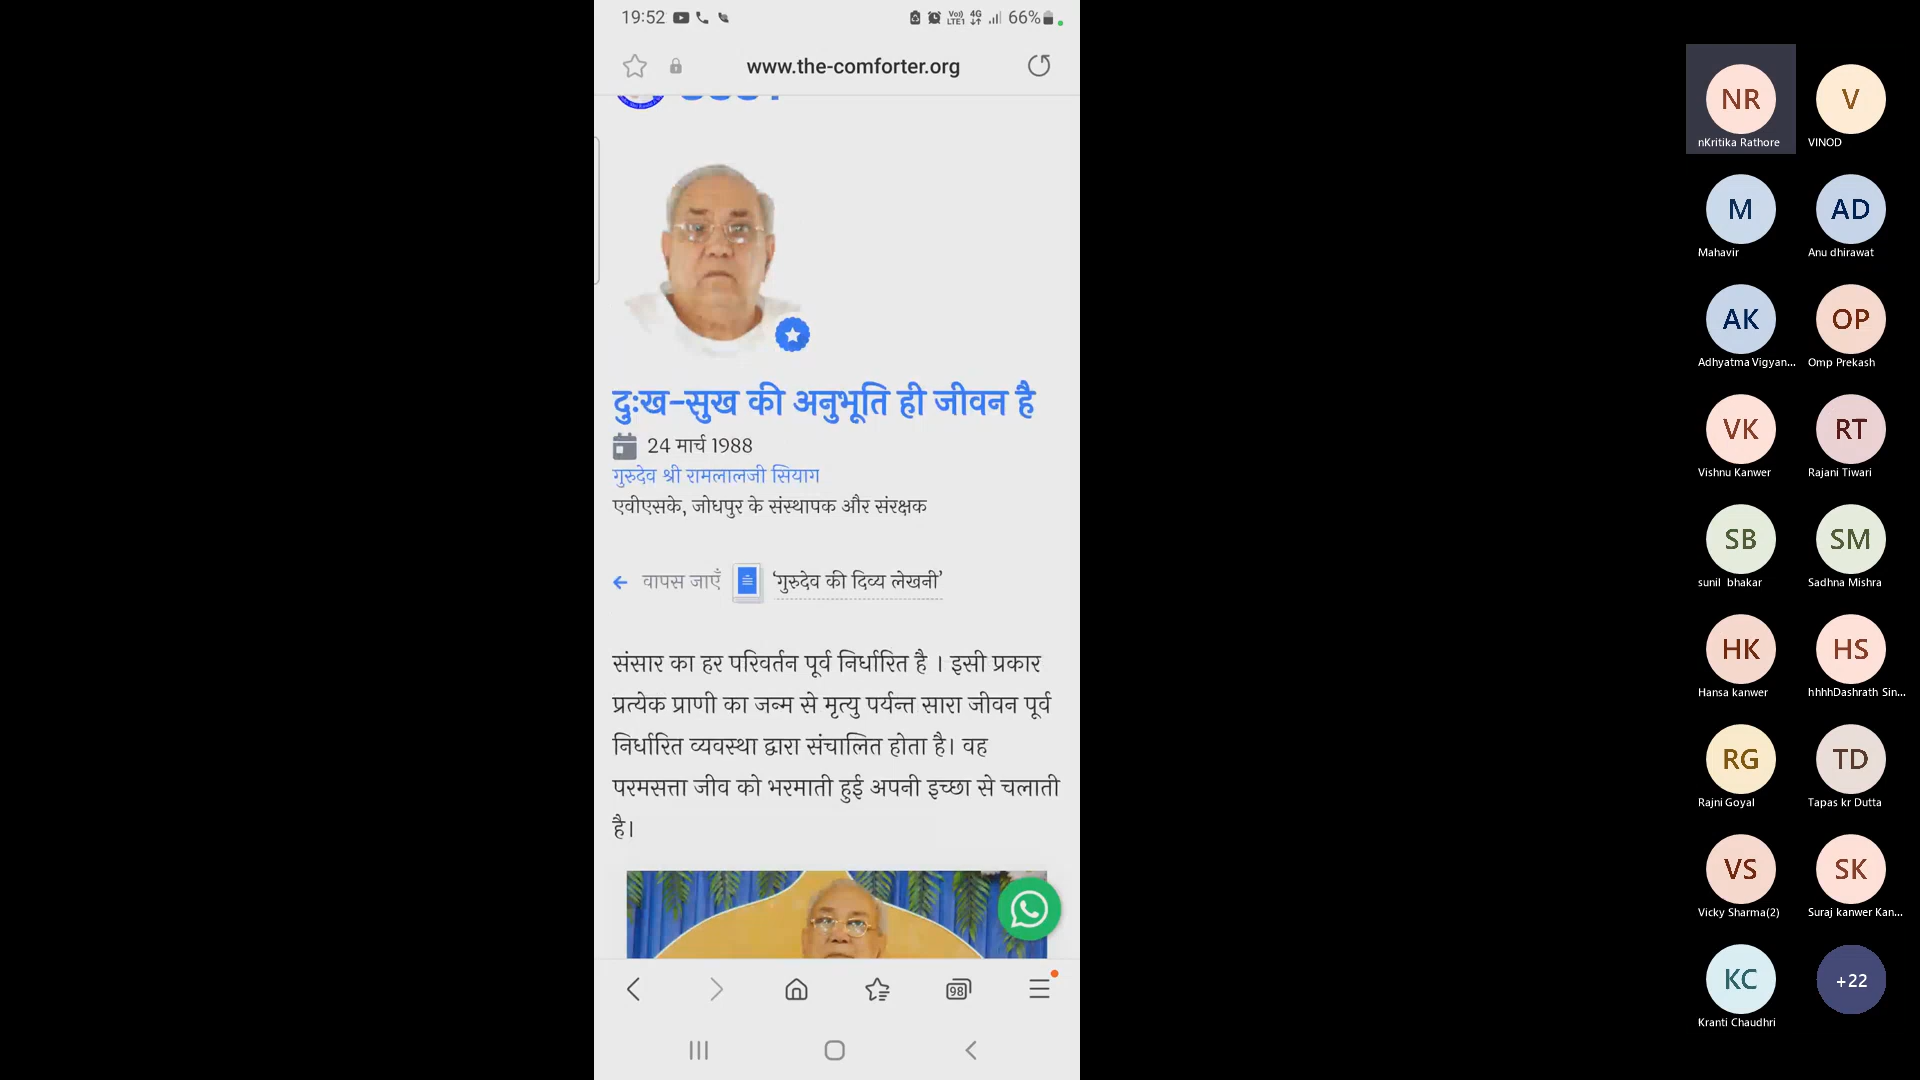 19:52
Vo)) LTE1 4G 66%
www.the-comforter.org
दुःख-सुख की अनुभूति ही जीवन है
24 मार्च 1988
गुरुदेव श्री रामलालजी सियाग
एवीएसके, जोधपुर के संस्थापक और संरक्षक
वापस जाएँ 'गुरुदेव की दिव्य लेखनी'
संसार का हर परिवर्तन पूर्व निर्धारित है । इसी प्रकार
प्रत्येक प्राणी का जन्म से मृत्यु पर्यन्त सारा जीवन पूर्व
निर्धारित व्यवस्था द्वारा संचालित होता है। वह
परमसत्ता जीव को भरमाती हुई अपनी इच्छा से चलाती
है।
98
NR V
nKritika Rathore VINOD
M AD
Mahavir Anu dhirawat
AK OP
Adhyatma Vigyan... Omp Prekash
VK RT
Vishnu Kanwer Rajani Tiwari
SB SM
sunil bhakar Sadhna Mishra
HK HS
Hansa kanwer hhhhDashrath Sin...
RG TD
Rajni Goyal Tapas kr Dutta
VS SK
Vicky Sharma(2) Suraj kanwer Kan...
KC +22
Kranti Chaudhri